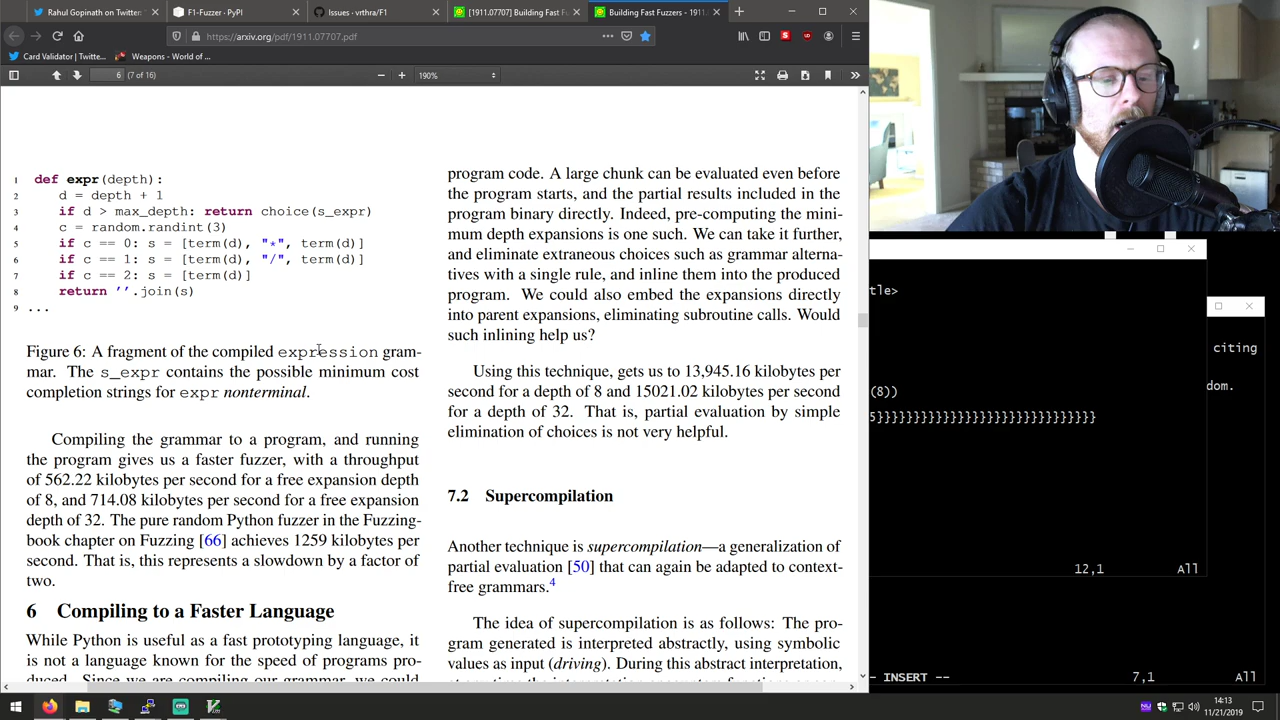 Rahul Gopinath on Twitter
F1-Fuzzer · PyPI
Issues · vrthra/F1
[1911.07707] Building Fast F
Building Fast Fuzzers - 1911.077
https://arxiv.org/pdf/1911.07707.pdf
Card Validator | Twitte...
Weapons - World of ...
6
(7 of 16)
190%
1 def expr(depth):
2 d = depth + 1
3 if d > max_depth: return choice(s_expr)
4 c = random.randint(3)
5 if c == 0: s = [term(d), "*", term(d)]
6 if c == 1: s = [term(d), "/", term(d)]
7 if c == 2: s = [term(d)]
8 return ''.join(s)
9 ...
Figure 6: A fragment of the compiled expression gram-
mar. The s_expr contains the possible minimum cost
completion strings for expr nonterminal.
Compiling the grammar to a program, and running
the program gives us a faster fuzzer, with a throughput
of 562.22 kilobytes per second for a free expansion depth
of 8, and 714.08 kilobytes per second for a free expansion
depth of 32. The pure random Python fuzzer in the Fuzzing-
book chapter on Fuzzing [66] achieves 1259 kilobytes per
second. That is, this represents a slowdown by a factor of
two.
6 Compiling to a Faster Language
While Python is useful as a fast prototyping language, it
is not a language known for the speed of programs pro-
duced. Since we are compiling our grammar, we could
program code. A large chunk can be evaluated even before
the program starts, and the partial results included in the
program binary directly. Indeed, pre-computing the mini-
mum depth expansions is one such. We can take it further,
and eliminate extraneous choices such as grammar alterna-
tives with a single rule, and inline them into the produced
program. We could also embed the expansions directly
into parent expansions, eliminating subroutine calls. Would
such inlining help us?
Using this technique, gets us to 13,945.16 kilobytes per
second for a depth of 8 and 15021.02 kilobytes per second
for a depth of 32. That is, partial evaluation by simple
elimination of choices is not very helpful.
7.2 Supercompilation
Another technique is supercompilation—a generalization of
partial evaluation [50] that can again be adapted to context-
free grammars.4
The idea of supercompilation is as follows: The pro-
gram generated is interpreted abstractly, using symbolic
values as input (driving). During this abstract interpretation,
tle>
(8))
5}}}}}}}}}}}}}}}}}}}}}}}}}}}}}}
12,1 All
citing
dom.
- INSERT -- 7,1 All
14:13
11/21/2019